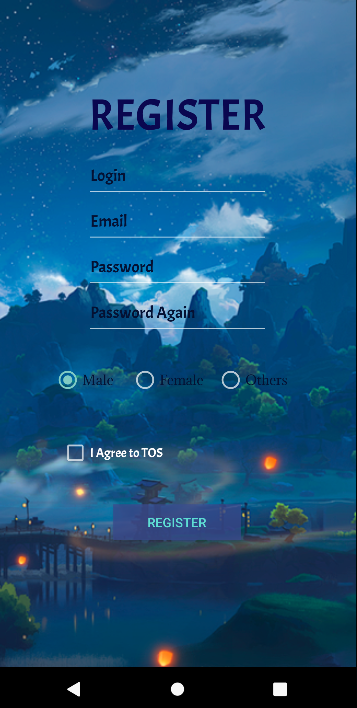 REGISTER
Login
Email
Password
Password Again
Male Female Others
I Agree to TOS
REGISTER